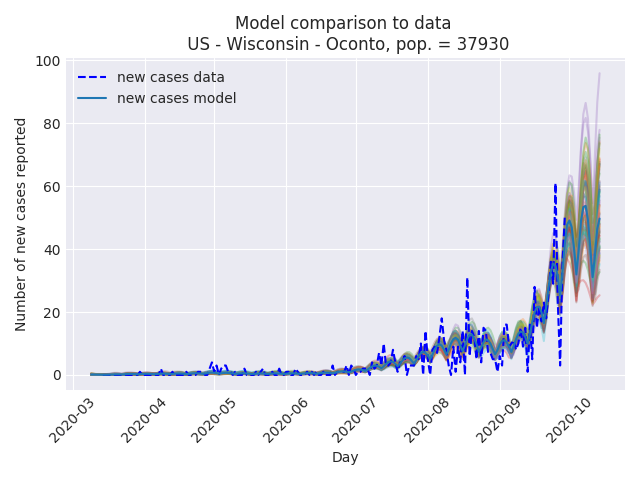 Model comparison to data
US - Wisconsin - Oconto, pop. = 37930
new cases data
new cases model
Number of new cases reported
100
80
60
40
20
0
2020-03
2020-04
2020-05
2020-06
2020-07
2020-08
2020-09
2020-10
Day